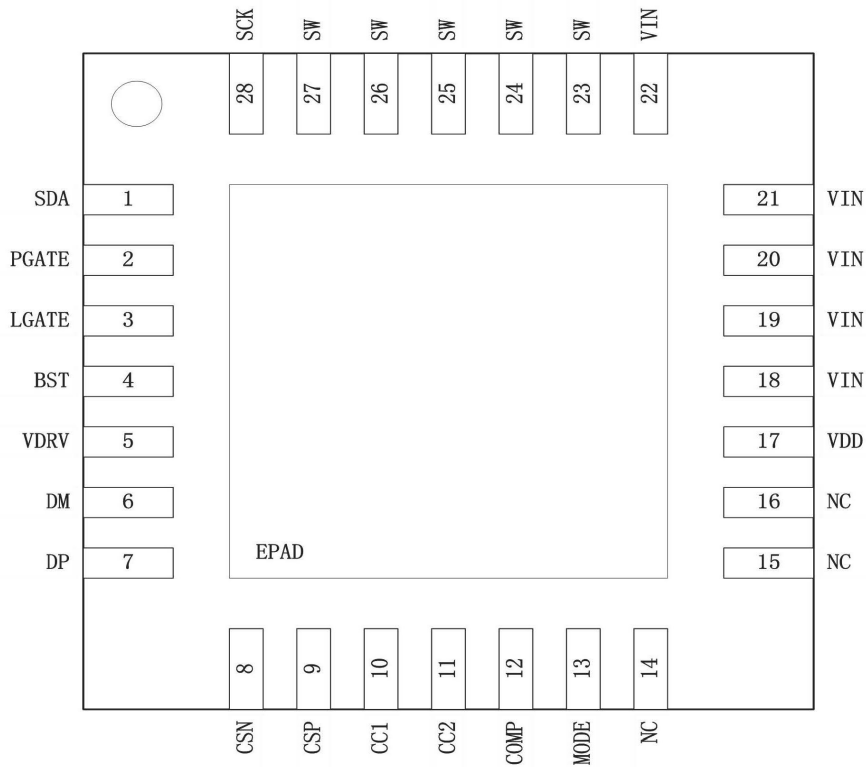 SCK SW SW SW SW SW VIN
28 27 26 25 24 23 22
SDA 1 21 VIN
PGATE 2 20 VIN
LGATE 3 19 VIN
BST 4 18 VIN
VDRV 5 17 VDD
DM 6 16 NC
DP 7 EPAD 15 NC
8 9 10 11 12 13 14
CSN CSP CC1 CC2 COMP MODE NC